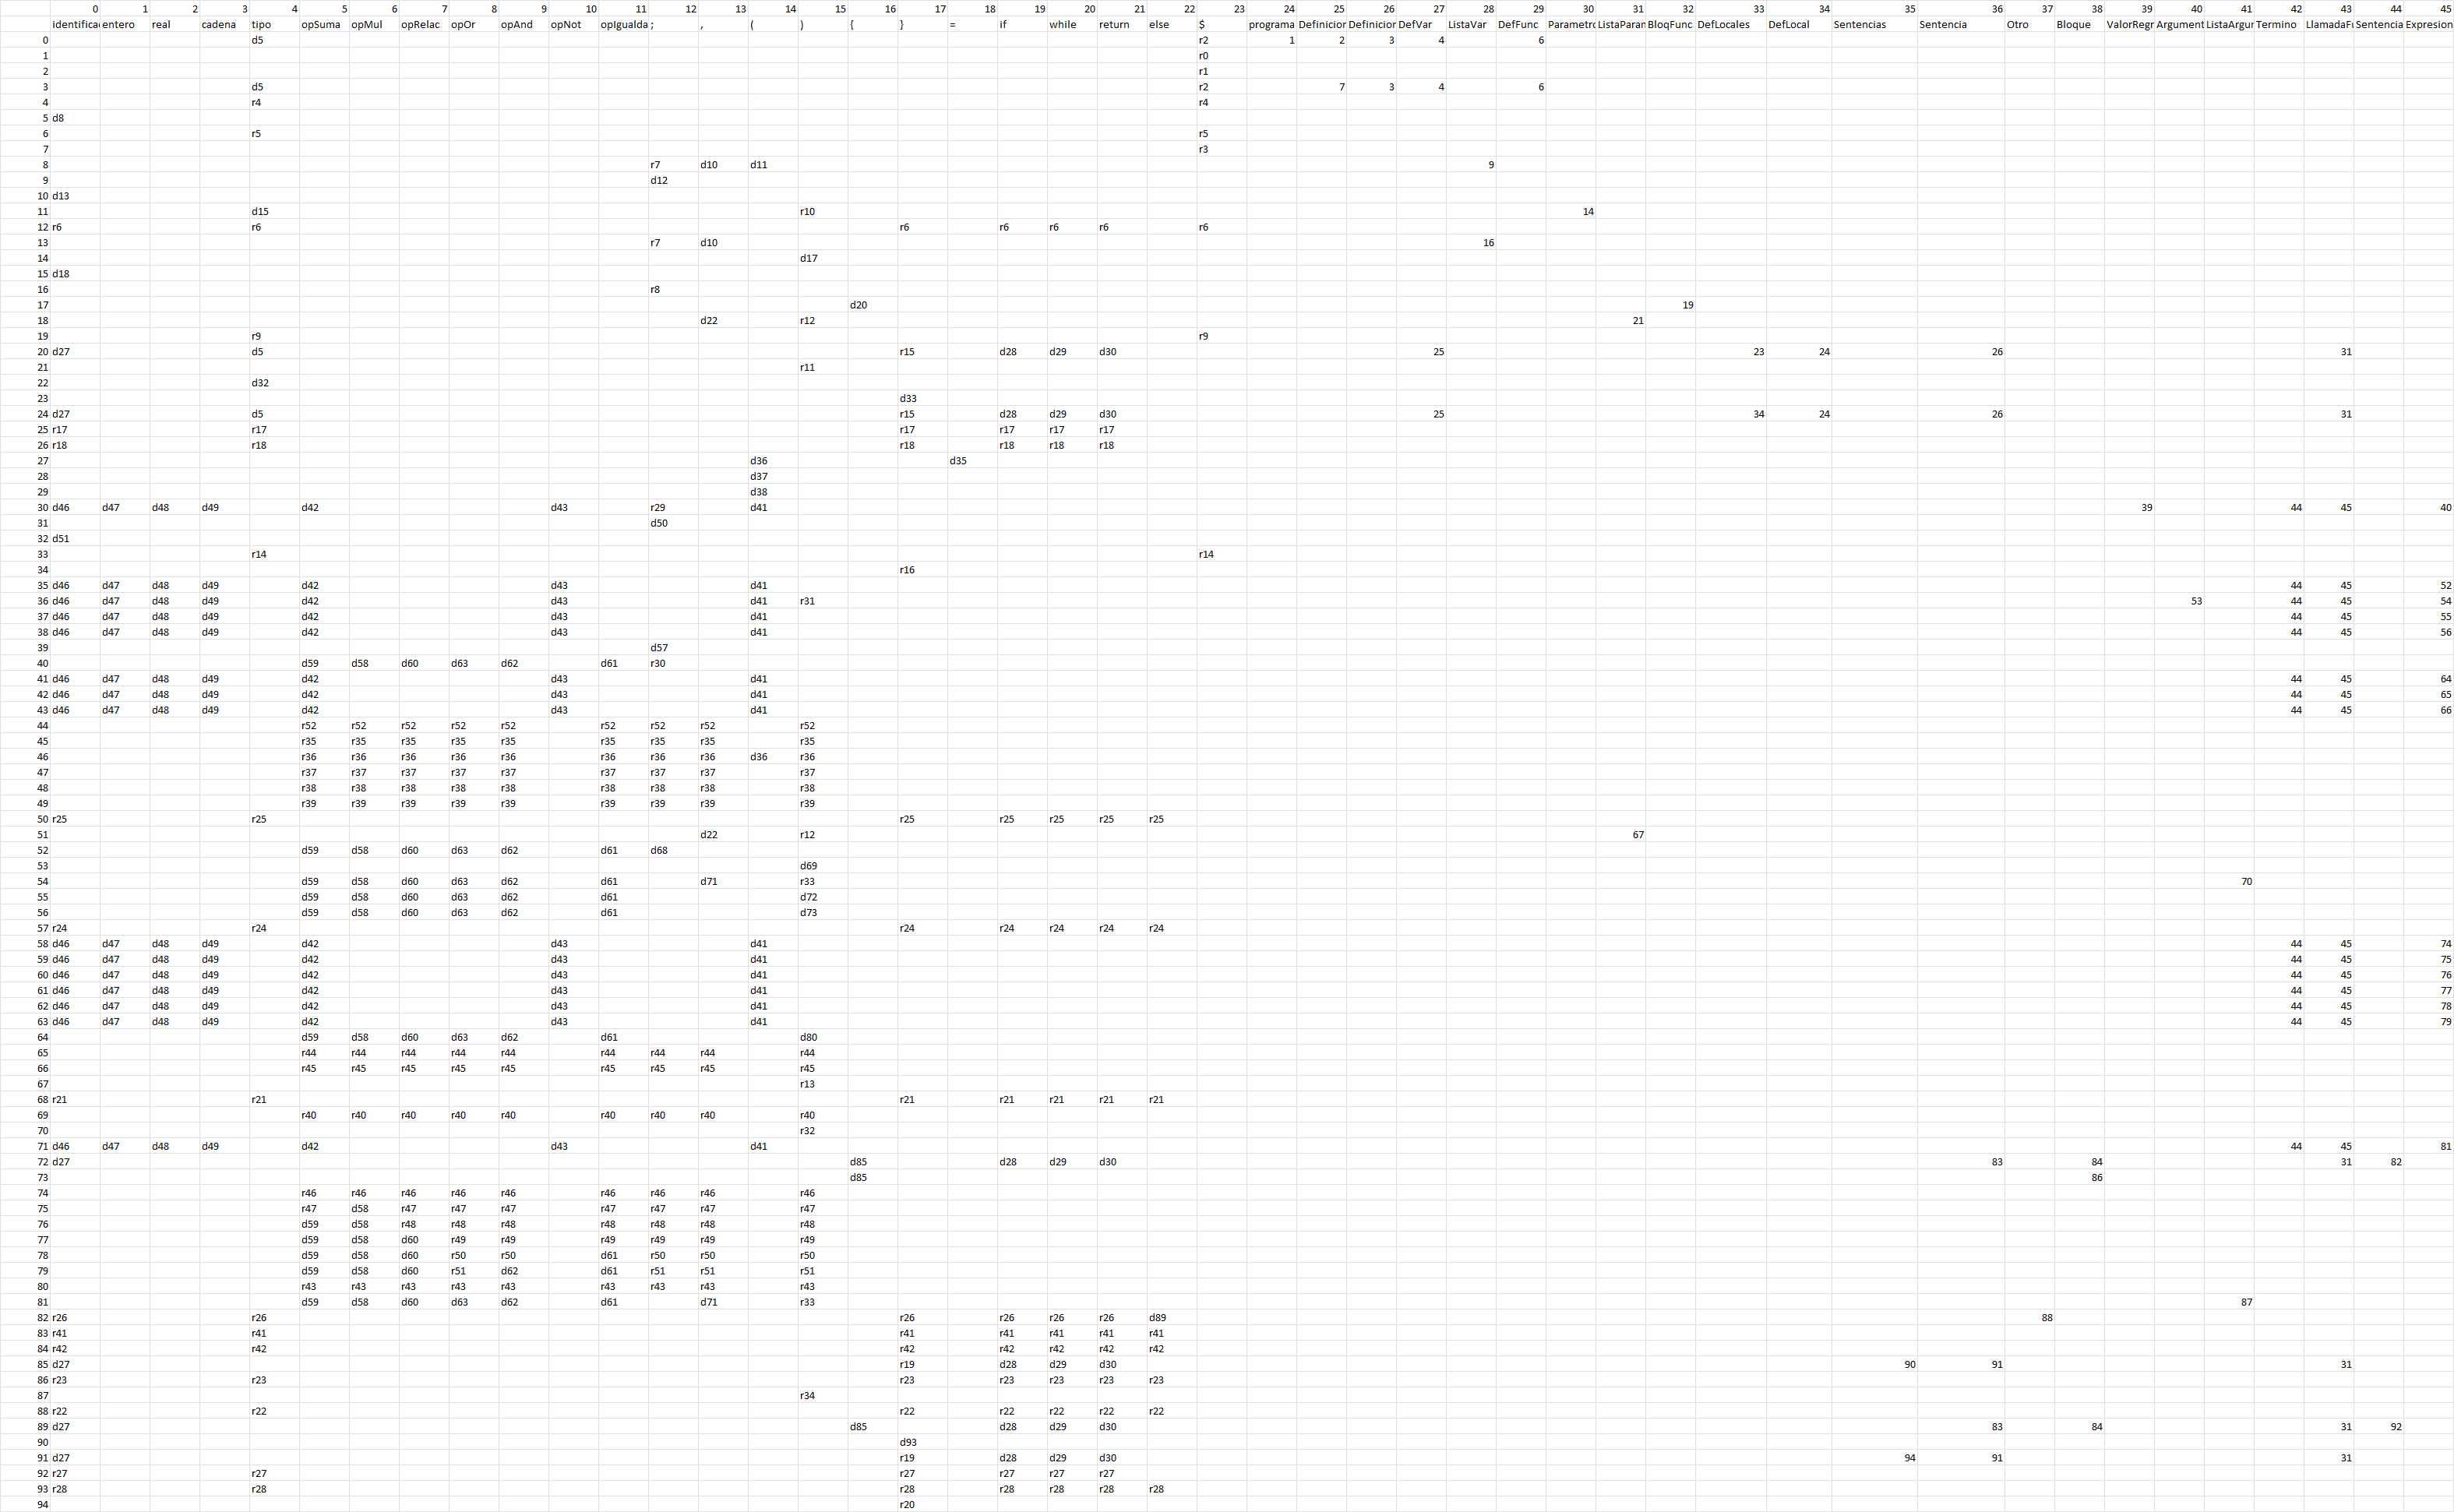 0 1 2 3 4 5 6 7 8 9 10 11 12 13 14 15 16 17 18 19 20 21 22 23 24 25 26 27 28 29 30 31 32 33 34 35 36 37 38 39 40 41 42 43 44 45
identifica entero real cadena tipo opSuma opMul opRelac opOr opAnd opNot opIgualda ; , ( ) { } = if while return else $ programa Definicior Definicior DefVar ListaVar DefFunc Parametro ListaParan BloqFunc DefLocales DefLocal Sentencias Sentencia Otro Bloque ValorRegr Argument ListaArgur Termino LlamadaFu Sentencia Expresion
0 d5 r2 1 2 3 4 6
1 r0
2 r1
3 d5 r2 7 3 4 6
4 r4 r4
5 d8
6 r5 r5
7 r3
8 r7 d10 d11 9
9 d12
10 d13
11 d15 r10 14
12 r6 r6 r6 r6 r6 r6 r6
13 r7 d10 16
14 d17
15 d18
16 r8
17 d20 19
18 d22 r12 21
19 r9 r9
20 d27 d5 r15 d28 d29 d30 25 23 24 26 31
21 r11
22 d32
23 d33
24 d27 d5 r15 d28 d29 d30 25 34 24 26 31
25 r17 r17 r17 r17 r17 r17
26 r18 r18 r18 r18 r18 r18
27 d36 d35
28 d37
29 d38
30 d46 d47 d48 d49 d42 d43 r29 d41 39 44 45 40
31 d50
32 d51
33 r14 r14
34 r16
35 d46 d47 d48 d49 d42 d43 d41 44 45 52
36 d46 d47 d48 d49 d42 d43 d41 r31 53 44 45 54
37 d46 d47 d48 d49 d42 d43 d41 44 45 55
38 d46 d47 d48 d49 d42 d43 d41 44 45 56
39 d57
40 d59 d58 d60 d63 d62 d61 r30
41 d46 d47 d48 d49 d42 d43 d41 44 45 64
42 d46 d47 d48 d49 d42 d43 d41 44 45 65
43 d46 d47 d48 d49 d42 d43 d41 44 45 66
44 r52 r52 r52 r52 r52 r52 r52 r52 r52
45 r35 r35 r35 r35 r35 r35 r35 r35 r35
46 r36 r36 r36 r36 r36 r36 r36 r36 d36 r36
47 r37 r37 r37 r37 r37 r37 r37 r37 r37
48 r38 r38 r38 r38 r38 r38 r38 r38 r38
49 r39 r39 r39 r39 r39 r39 r39 r39 r39
50 r25 r25 r25 r25 r25 r25 r25
51 d22 r12 67
52 d59 d58 d60 d63 d62 d61 d68
53 d69
54 d59 d58 d60 d63 d62 d61 d71 r33 70
55 d59 d58 d60 d63 d62 d61 d72
56 d59 d58 d60 d63 d62 d61 d73
57 r24 r24 r24 r24 r24 r24 r24
58 d46 d47 d48 d49 d42 d43 d41 44 45 74
59 d46 d47 d48 d49 d42 d43 d41 44 45 75
60 d46 d47 d48 d49 d42 d43 d41 44 45 76
61 d46 d47 d48 d49 d42 d43 d41 44 45 77
62 d46 d47 d48 d49 d42 d43 d41 44 45 78
63 d46 d47 d48 d49 d42 d43 d41 44 45 79
64 d59 d58 d60 d63 d62 d61 d80
65 r44 r44 r44 r44 r44 r44 r44 r44 r44
66 r45 r45 r45 r45 r45 r45 r45 r45 r45
67 r13
68 r21 r21 r21 r21 r21 r21 r21
69 r40 r40 r40 r40 r40 r40 r40 r40 r40
70 r32
71 d46 d47 d48 d49 d42 d43 d41 44 45 81
72 d27 d85 d28 d29 d30 83 84 31 82
73 d85 86
74 r46 r46 r46 r46 r46 r46 r46 r46 r46
75 r47 d58 r47 r47 r47 r47 r47 r47 r47
76 d59 d58 r48 r48 r48 r48 r48 r48 r48
77 d59 d58 d60 r49 r49 r49 r49 r49 r49
78 d59 d58 d60 r50 r50 d61 r50 r50 r50
79 d59 d58 d60 r51 d62 d61 r51 r51 r51
80 r43 r43 r43 r43 r43 r43 r43 r43 r43
81 d59 d58 d60 d63 d62 d61 d71 r33 87
82 r26 r26 r26 r26 r26 r26 d89 88
83 r41 r41 r41 r41 r41 r41 r41
84 r42 r42 r42 r42 r42 r42 r42
85 d27 r19 d28 d29 d30 90 91 31
86 r23 r23 r23 r23 r23 r23 r23
87 r34
88 r22 r22 r22 r22 r22 r22 r22
89 d27 d85 d28 d29 d30 83 84 31 92
90 d93
91 d27 r19 d28 d29 d30 94 91 31
92 r27 r27 r27 r27 r27 r27
93 r28 r28 r28 r28 r28 r28 r28
94 r20